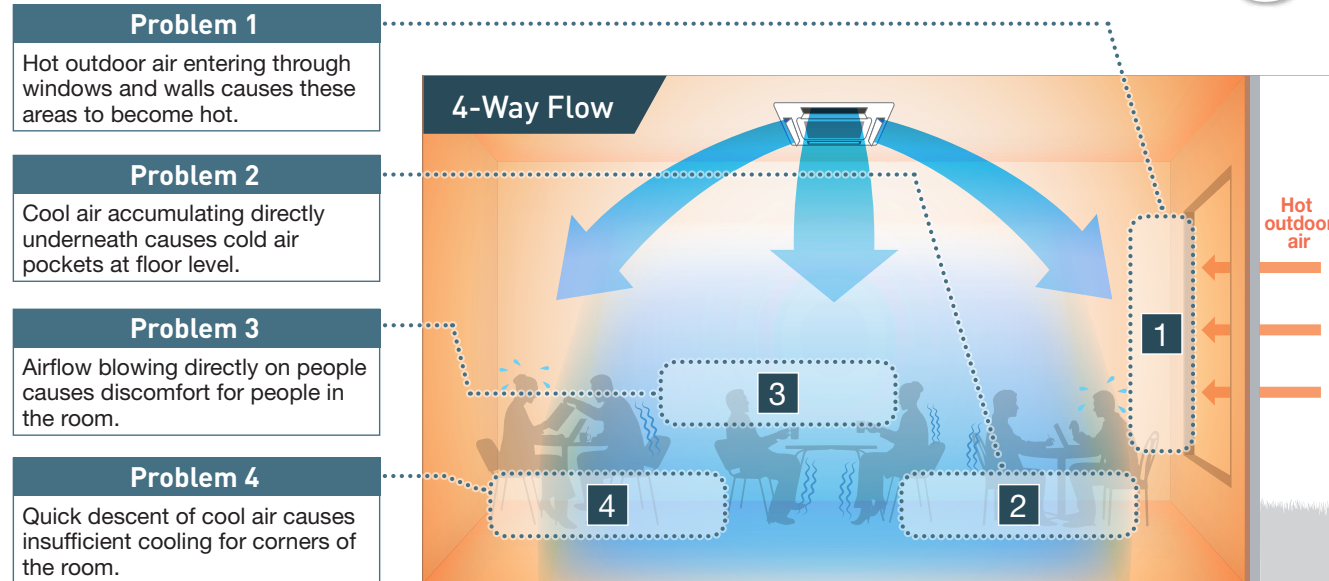 Problem 1
Hot outdoor air entering through
windows and walls causes these
areas to become hot.
Problem 2
Cool air accumulating directly
underneath causes cold air
pockets at floor level.
Problem 3
Airflow blowing directly on people
causes discomfort for people in
the room.
Problem 4
Quick descent of cool air causes
insufficient cooling for corners of
the room.
4-Way Flow
Hot
outdoor
air
1
3
4
2